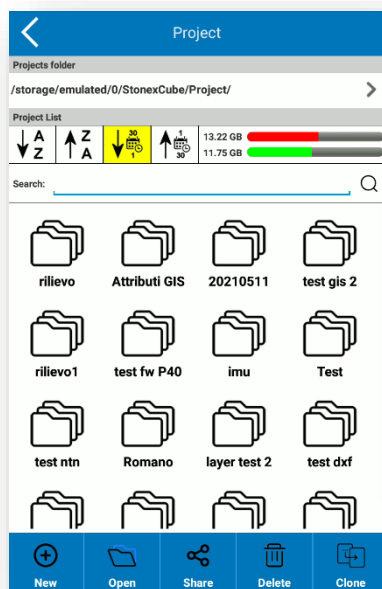 Project
Projects folder
/storage/emulated/0/StonexCube/Project/
Project List
A Z
Z A
30 1
1 30
13.22 GB
11.75 GB
Search:
rilievo Attributi GIS 20210511 test gis 2
rilievo1 test fw P40 imu Test
test ntn Romano layer test 2 test dxf
New Open Share Delete Clone